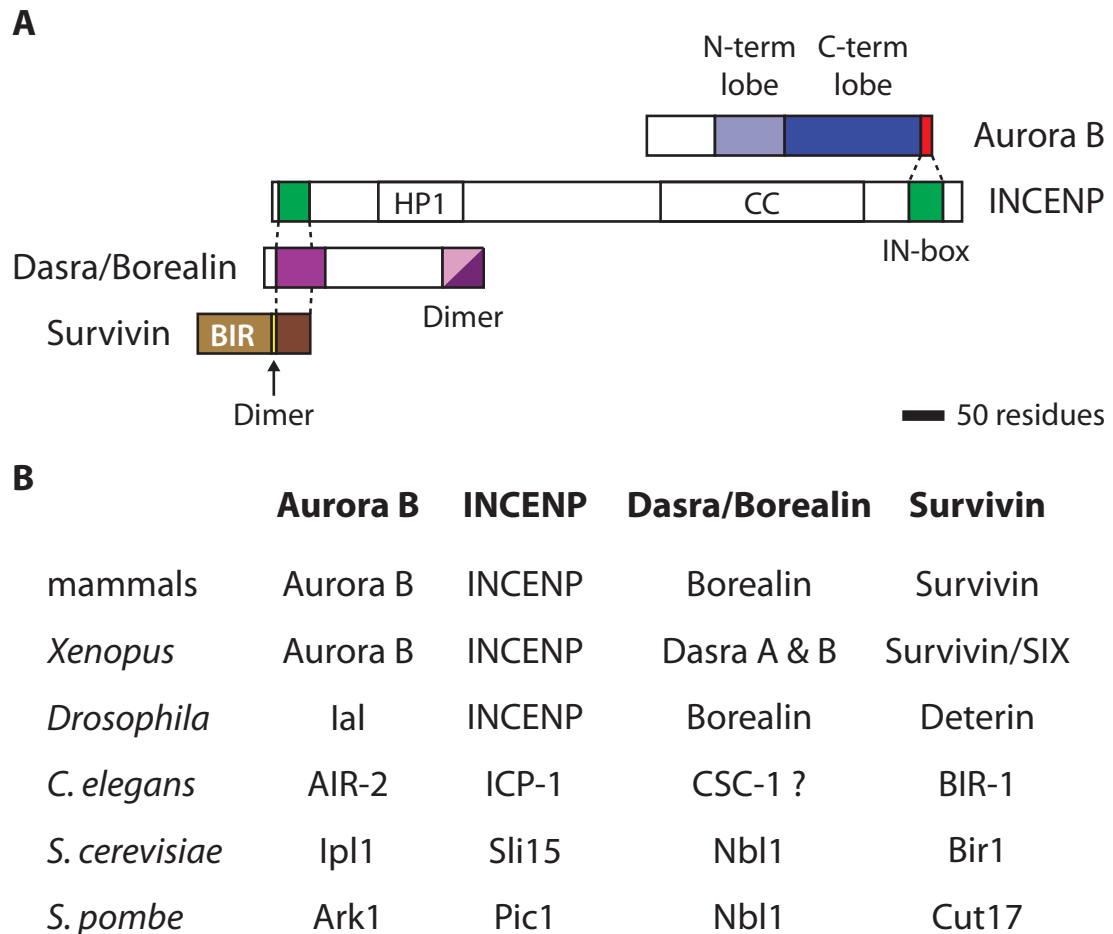 A
N-term lobe
C-term lobe
Aurora B
HP1
CC
INCENP
IN-box
Dasra/Borealin
Dimer
Survivin
BIR
Dimer
50 residues
B
Aurora B INCENP Dasra/Borealin Survivin
mammals Aurora B INCENP Borealin Survivin
Xenopus Aurora B INCENP Dasra A & B Survivin/SIX
Drosophila Ial INCENP Borealin Deterin
C. elegans AIR-2 ICP-1 CSC-1 ? BIR-1
S. cerevisiae Ipl1 Sli15 Nbl1 Bir1
S. pombe Ark1 Pic1 Nbl1 Cut17